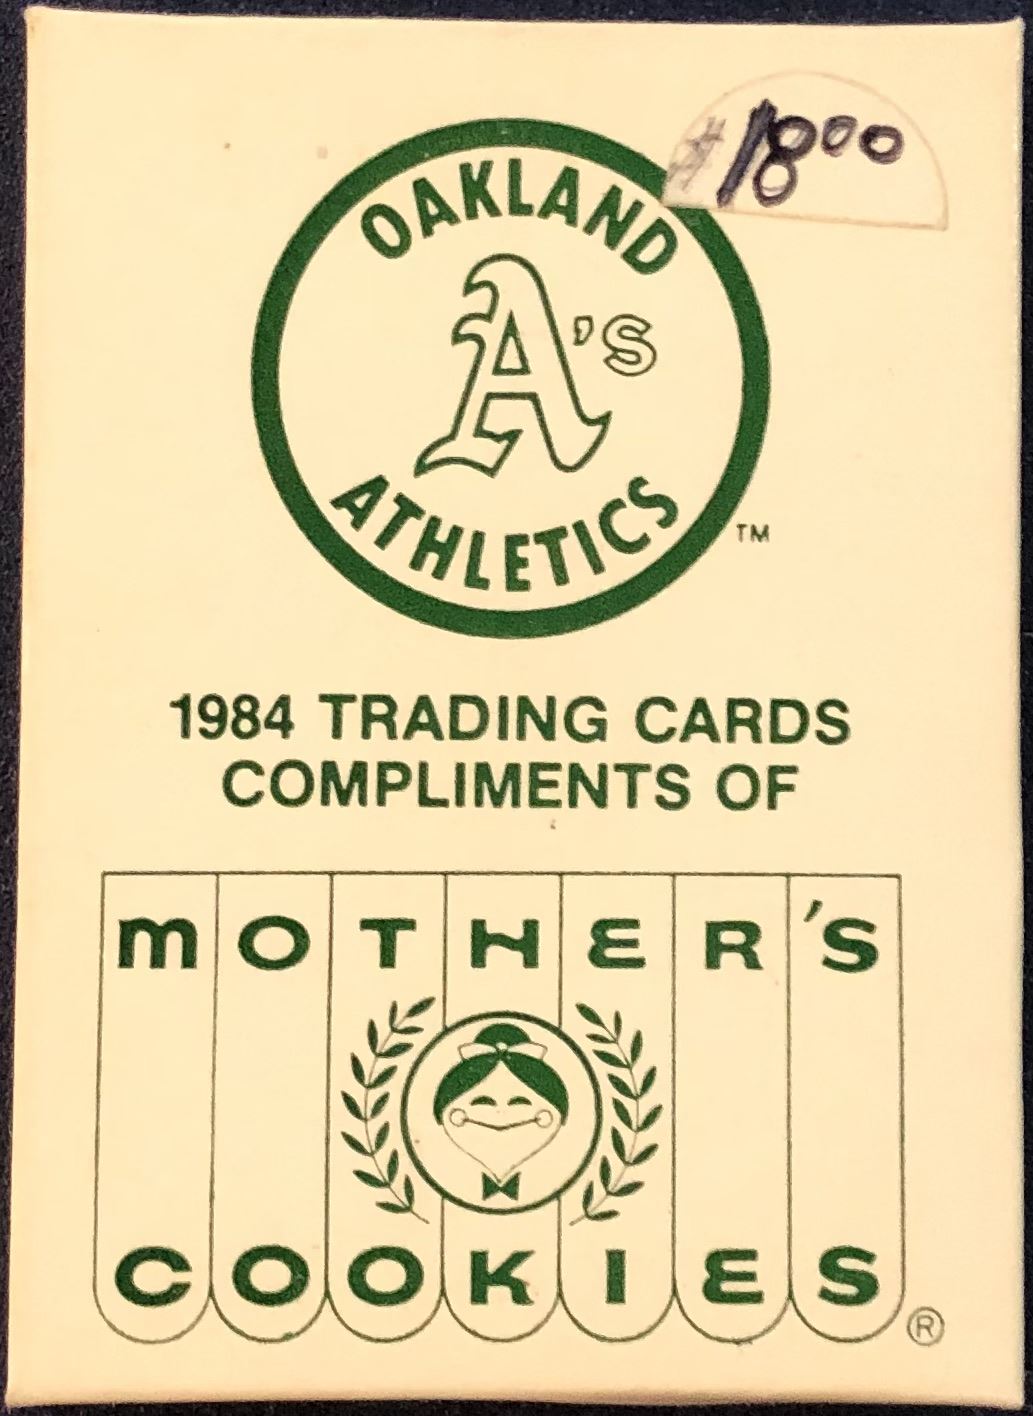 $18.00
OAKLAND
A's
ATHLETICS
TM
1984 TRADING CARDS
COMPLIMENTS OF
MOTHER'S
COOKIES
®